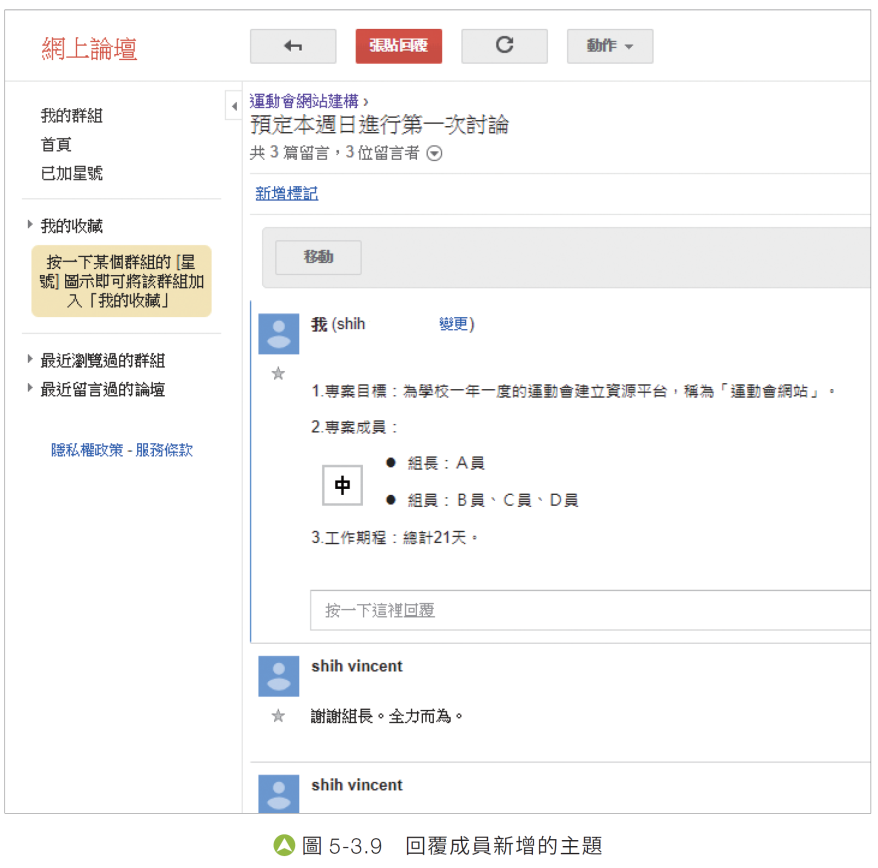 網上論壇
張貼回覆
動作
我的群組
首頁
已加星號
我的收藏
按一下某個群組的 [星
號] 圖示即可將該群組加
入「我的收藏」
最近瀏覽過的群組
最近留言過的論壇
隱私權政策 - 服務條款
運動會網站建構 ›
預定本週日進行第一次討論
共 3 篇留言，3 位留言者
新增標記
移動
我 (shih 變更)
1.專案目標：為學校一年一度的運動會建立資源平台，稱為「運動會網站」。
2.專案成員：
● 組長：A員
中
● 組員：B員、C員、D員
3.工作期程：總計21天。
按一下這裡回覆
shih vincent
謝謝組長。全力而為。
shih vincent
圖 5-3.9 回覆成員新增的主題